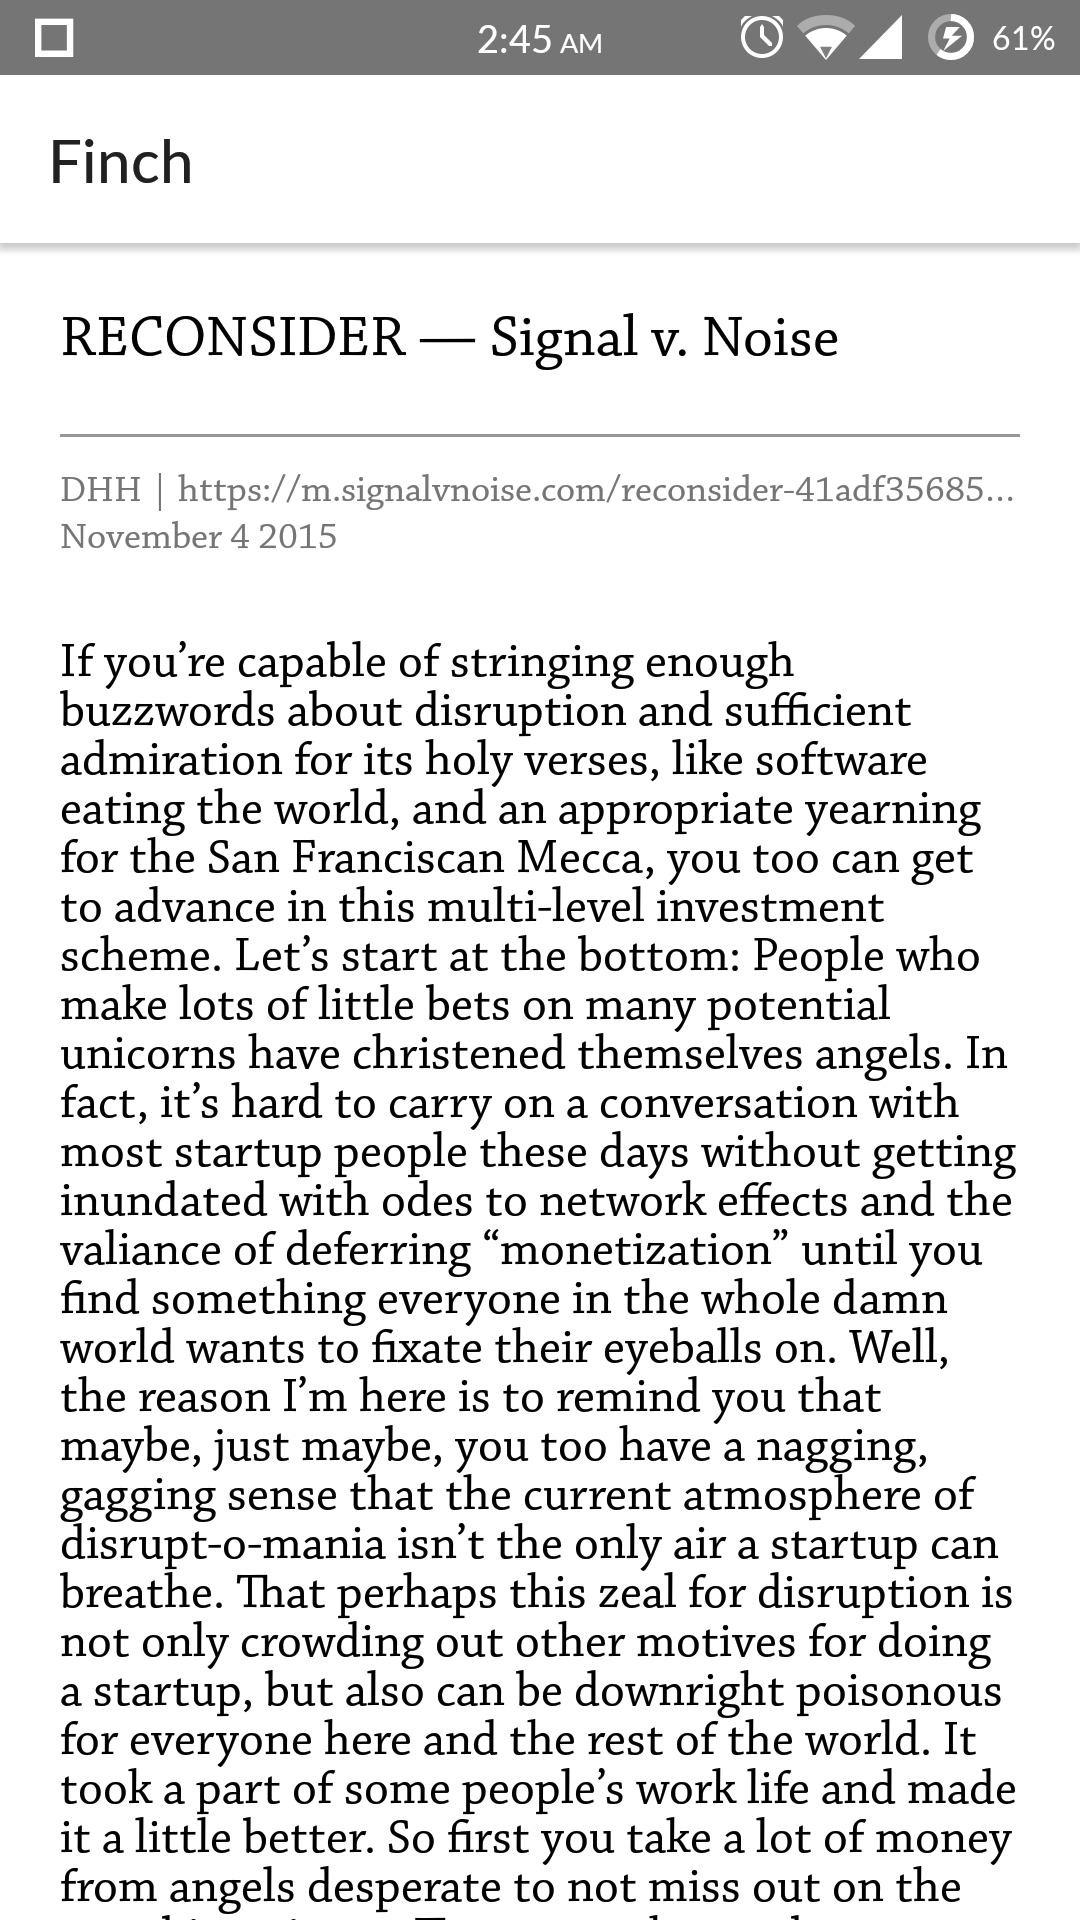 2:45 AM 61%
Finch
RECONSIDER — Signal v. Noise
DHH | https://m.signalvnoise.com/reconsider-41adf35685...
November 4 2015
If you’re capable of stringing enough
buzzwords about disruption and sufficient
admiration for its holy verses, like software
eating the world, and an appropriate yearning
for the San Franciscan Mecca, you too can get
to advance in this multi-level investment
scheme. Let’s start at the bottom: People who
make lots of little bets on many potential
unicorns have christened themselves angels. In
fact, it’s hard to carry on a conversation with
most startup people these days without getting
inundated with odes to network effects and the
valiance of deferring “monetization” until you
find something everyone in the whole damn
world wants to fixate their eyeballs on. Well,
the reason I’m here is to remind you that
maybe, just maybe, you too have a nagging,
gagging sense that the current atmosphere of
disrupt-o-mania isn’t the only air a startup can
breathe. That perhaps this zeal for disruption is
not only crowding out other motives for doing
a startup, but also can be downright poisonous
for everyone here and the rest of the world. It
took a part of some people’s work life and made
it a little better. So first you take a lot of money
from angels desperate to not miss out on the